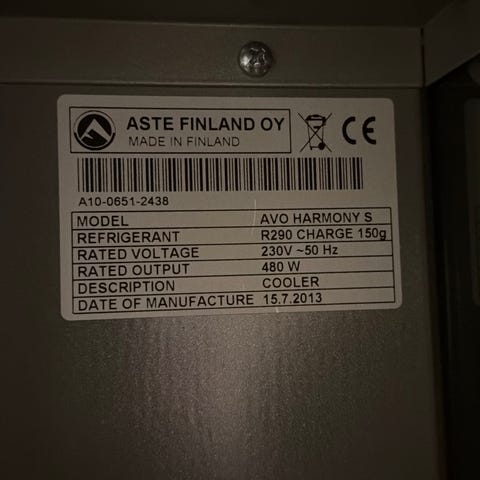 ASTE FINLAND OY
MADE IN FINLAND
CE
A10-0651-2438
MODEL AVO HARMONY S
REFRIGERANT R290 CHARGE 150g
RATED VOLTAGE 230V ~50 Hz
RATED OUTPUT 480 W
DESCRIPTION COOLER
DATE OF MANUFACTURE 15.7.2013